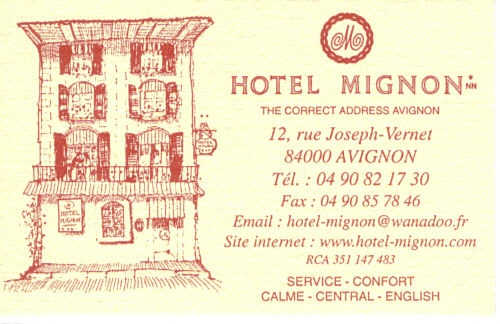 M
HOTEL MIGNON*NN
THE CORRECT ADDRESS AVIGNON
12, rue Joseph-Vernet
84000 AVIGNON
Tél. : 04 90 82 17 30
Fax : 04 90 85 78 46
Email : hotel-mignon@wanadoo.fr
Site internet : www.hotel-mignon.com
RCA 351 147 483
SERVICE - CONFORT
CALME - CENTRAL - ENGLISH
HOTEL
MIGNON